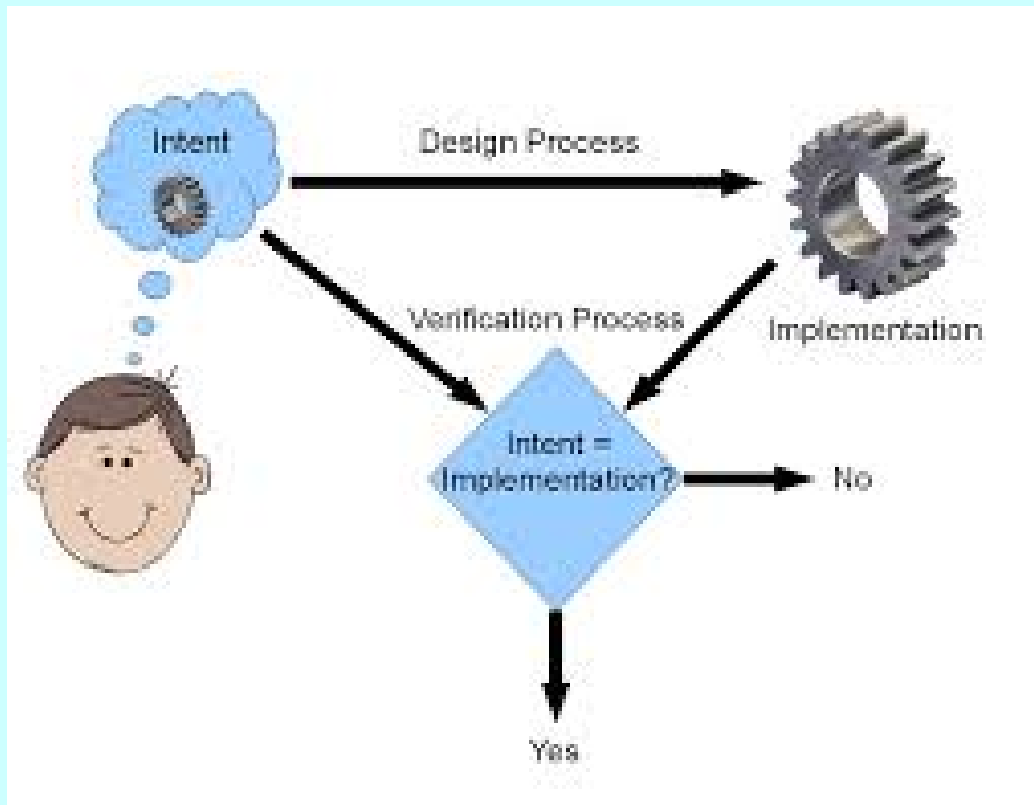 Intent
Design Process
Verification Process
Implementation
Intent =
Implementation?
No
Yes